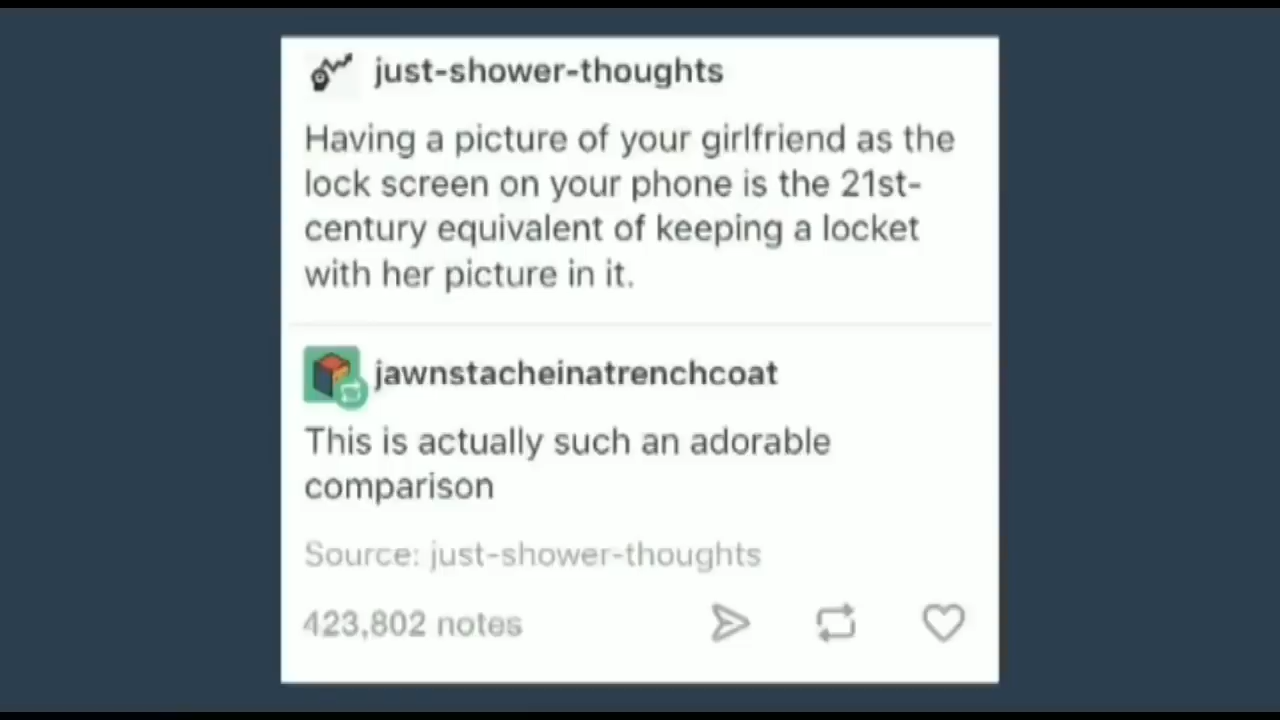 just-shower-thoughts
Having a picture of your girlfriend as the
lock screen on your phone is the 21st-
century equivalent of keeping a locket
with her picture in it.
jawnstacheinatrenchcoat
This is actually such an adorable
comparison
Source: just-shower-thoughts
423,802 notes